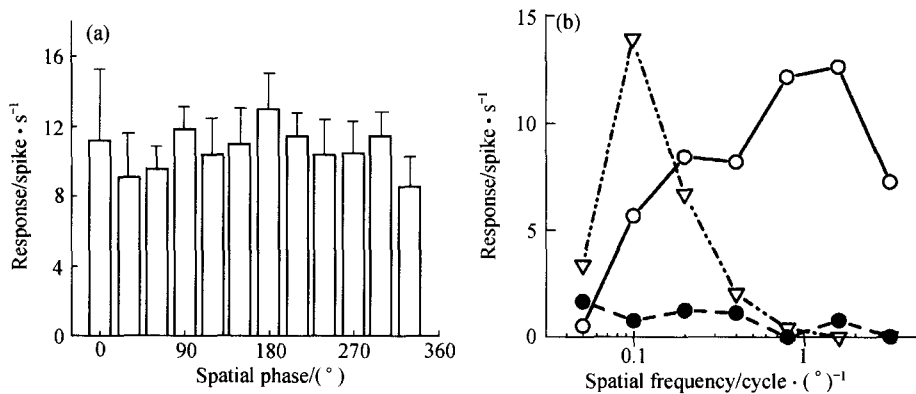 (a)
16
12
8
4
0
Response/spike · s⁻¹
0 90 180 270 360
Spatial phase/(°)
(b)
15
10
5
0
Response/spike · s⁻¹
0.1 1
Spatial frequency/cycle · (°)⁻¹